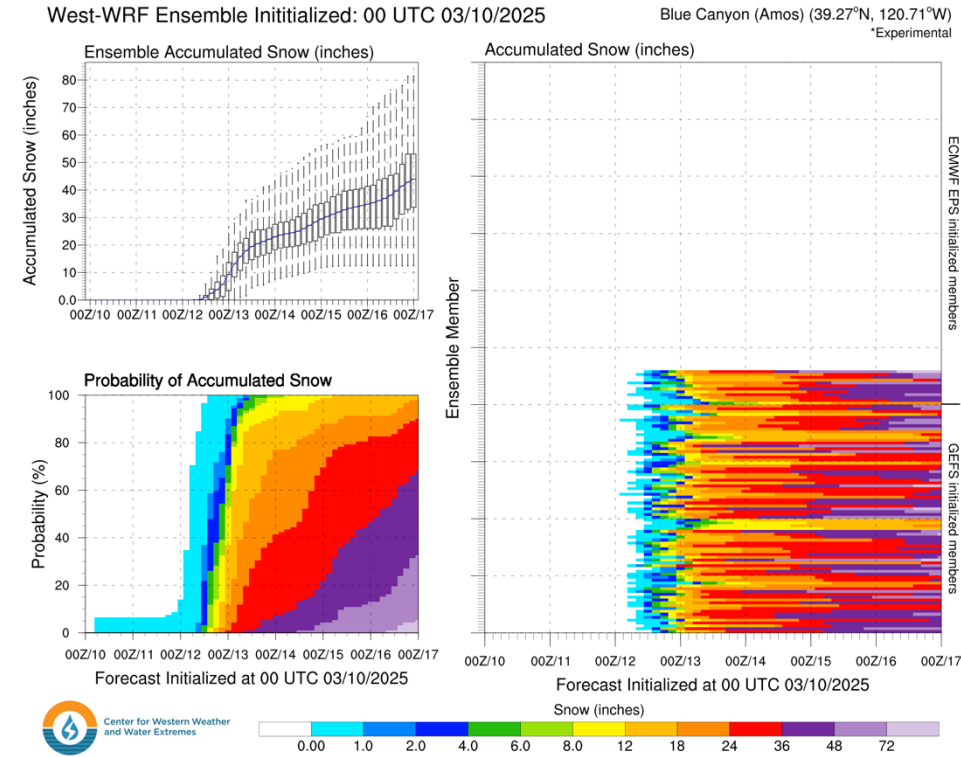 West-WRF Ensemble Inititialized: 00 UTC 03/10/2025
Blue Canyon (Amos) (39.27°N, 120.71°W)
*Experimental
Ensemble Accumulated Snow (inches)
Accumulated Snow (inches)
80
70
60
50
40
30
20
10
0.0
00Z/10 00Z/11 00Z/12 00Z/13 00Z/14 00Z/15 00Z/16 00Z/17
Probability of Accumulated Snow
Probability (%)
100
80
60
40
20
0
00Z/10 00Z/11 00Z/12 00Z/13 00Z/14 00Z/15 00Z/16 00Z/17
Forecast Initialized at 00 UTC 03/10/2025
Accumulated Snow (inches)
Ensemble Member
ECMWF EPS initialized members
GEFS initialized members
00Z/10 00Z/11 00Z/12 00Z/13 00Z/14 00Z/15 00Z/16 00Z/17
Forecast Initialized at 00 UTC 03/10/2025
Center for Western Weather
and Water Extremes
Snow (inches)
0.00 1.0 2.0 4.0 6.0 8.0 12 18 24 36 48 72